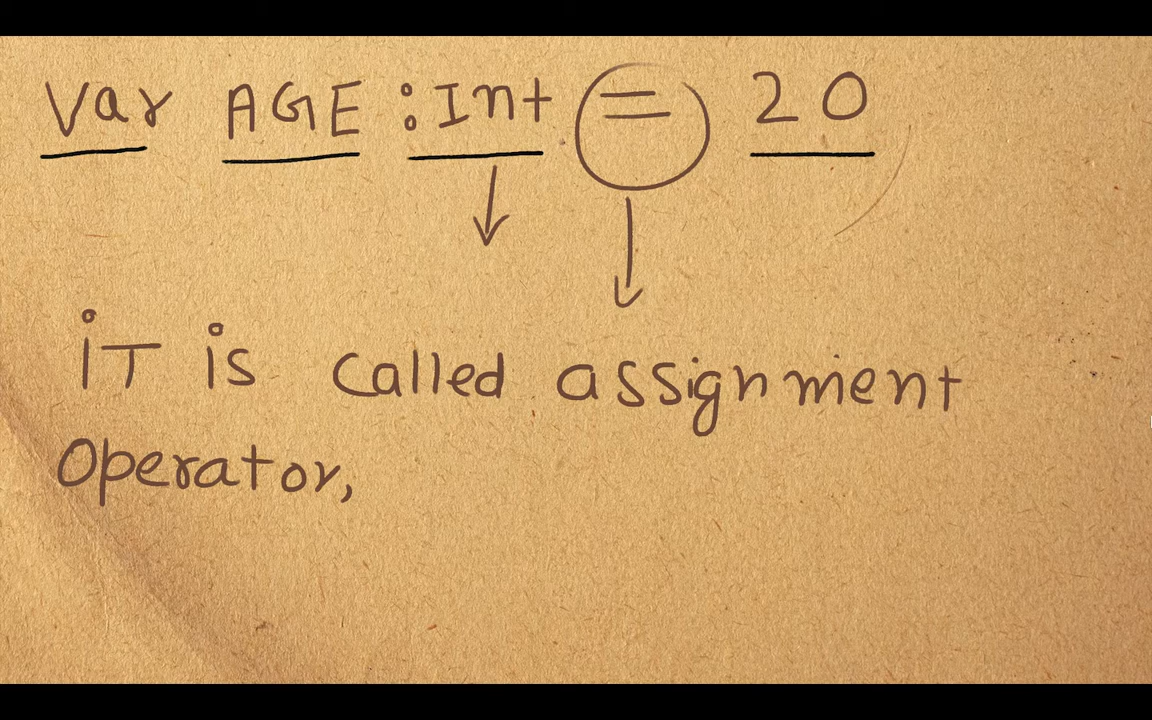 Var AGE : Int = 20
iT is called assignment
operator,